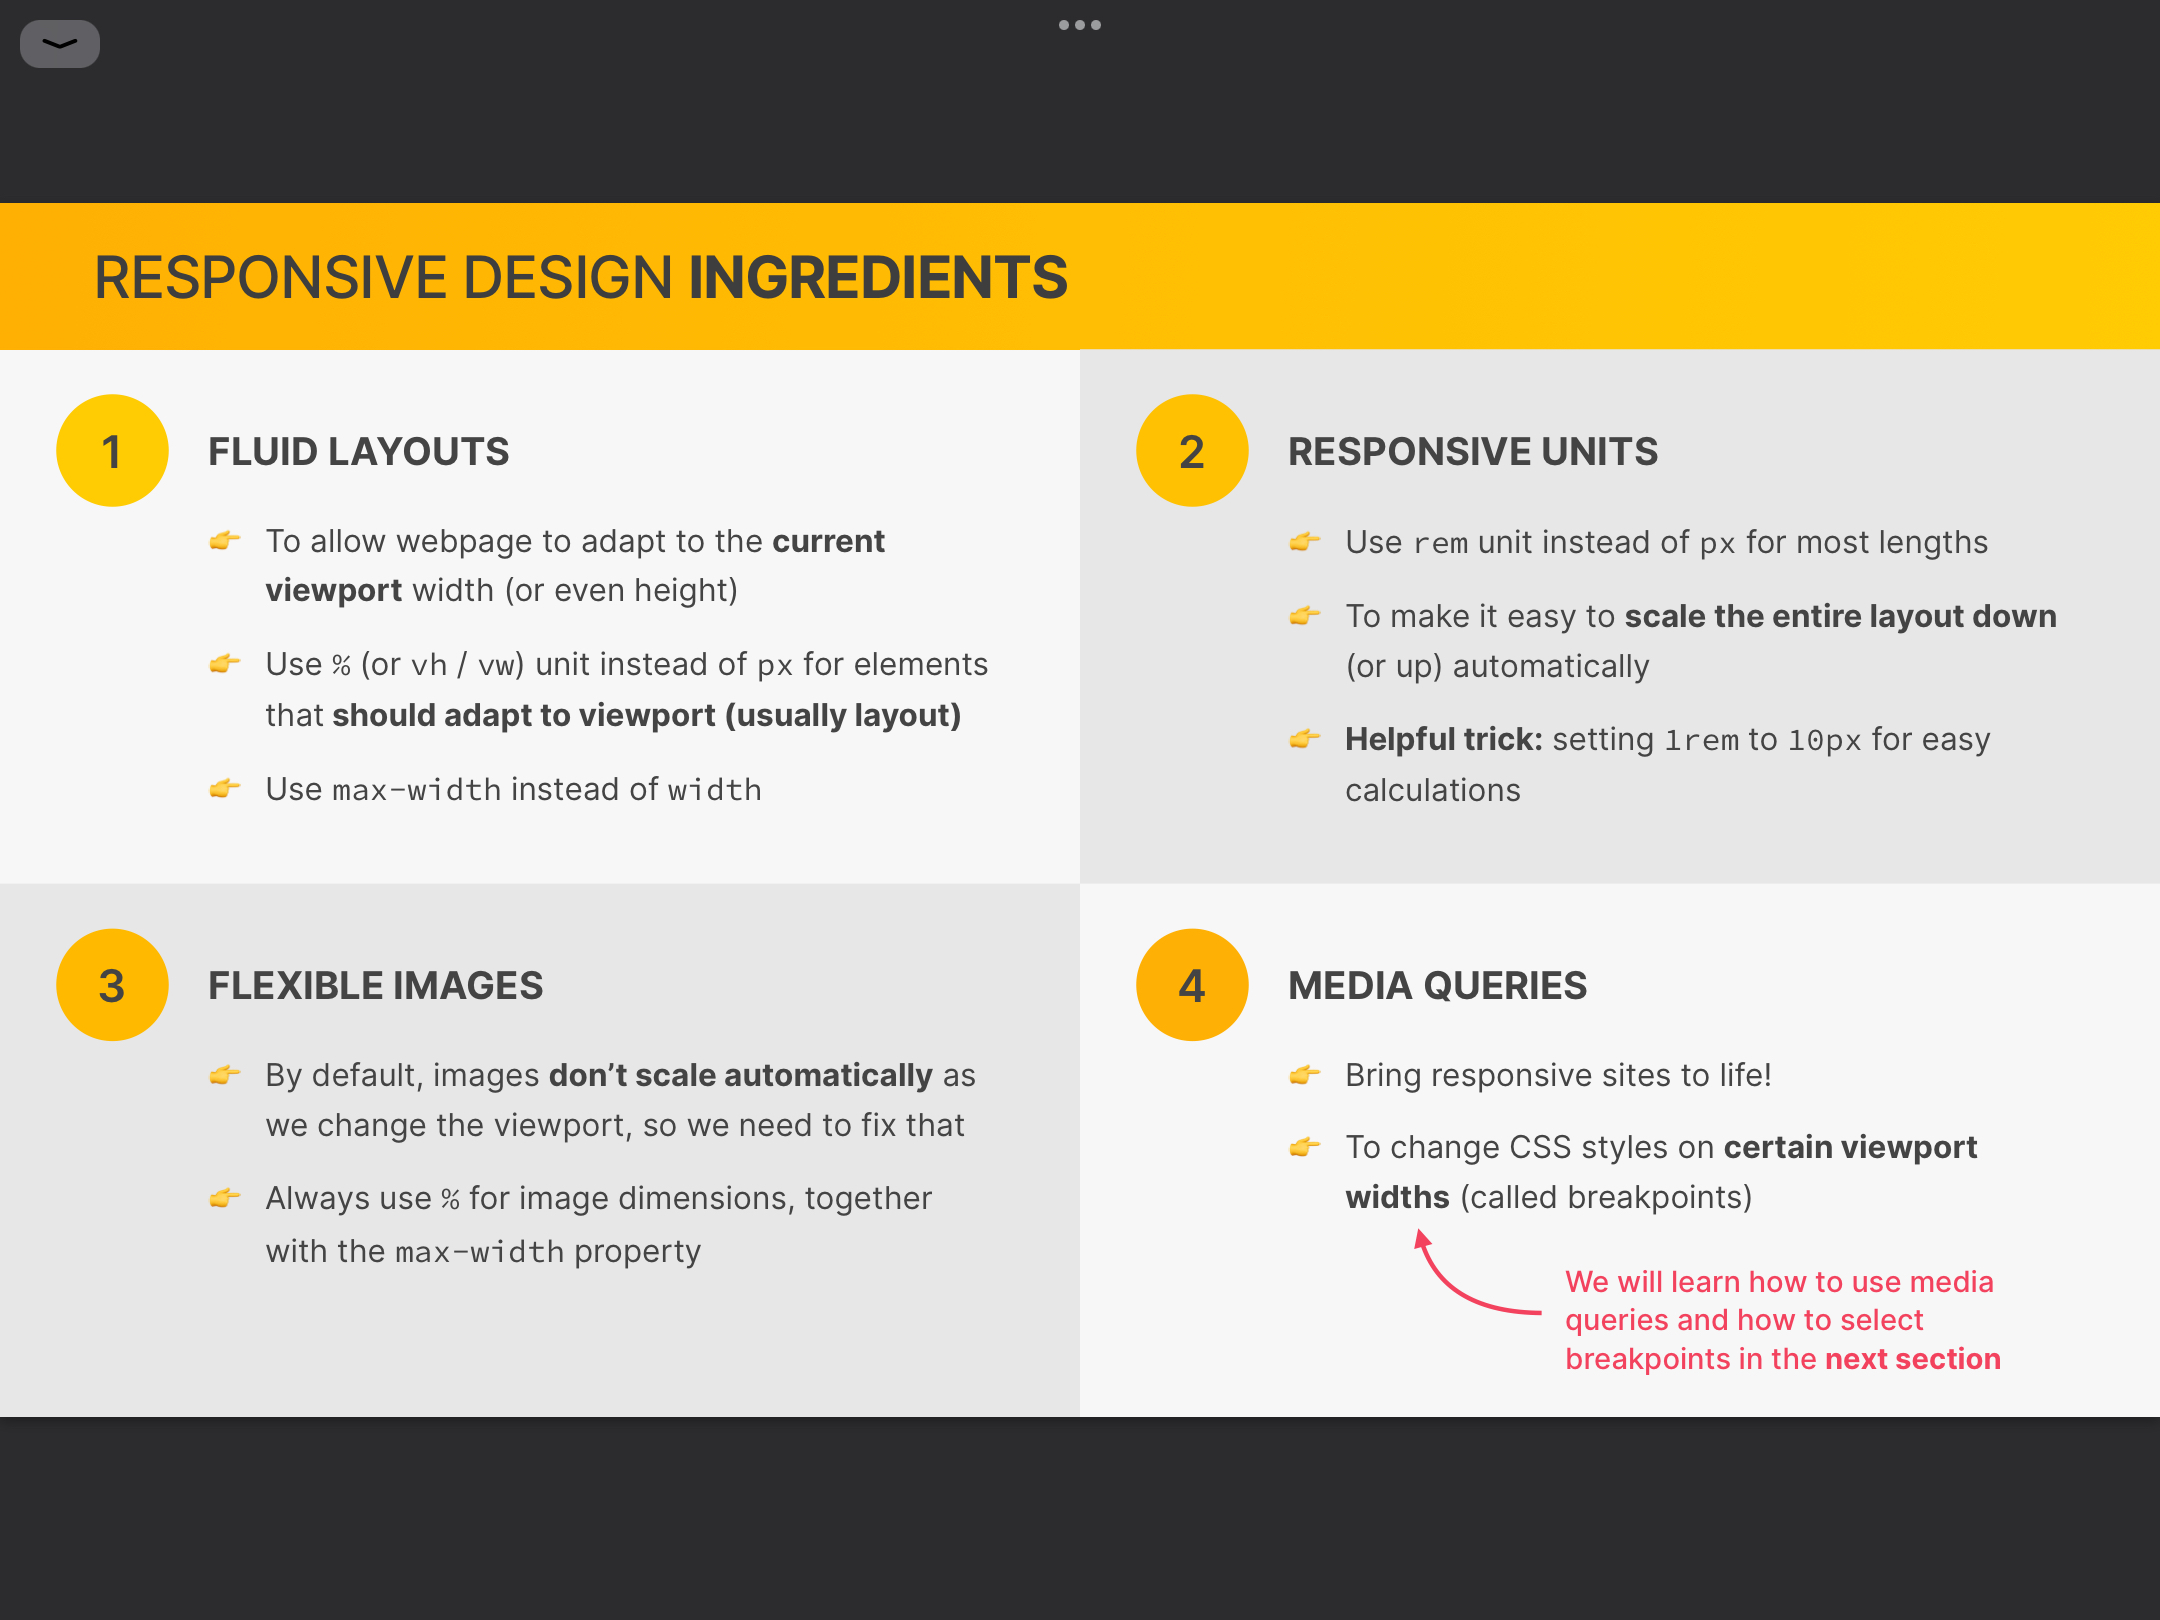 RESPONSIVE DESIGN INGREDIENTS
1
FLUID LAYOUTS
👉 To allow webpage to adapt to the current
viewport width (or even height)
👉 Use % (or vh / vw) unit instead of px for elements
that should adapt to viewport (usually layout)
👉 Use max-width instead of width
2
RESPONSIVE UNITS
👉 Use rem unit instead of px for most lengths
👉 To make it easy to scale the entire layout down
(or up) automatically
👉 Helpful trick: setting 1rem to 10px for easy
calculations
3
FLEXIBLE IMAGES
👉 By default, images don’t scale automatically as
we change the viewport, so we need to fix that
👉 Always use % for image dimensions, together
with the max-width property
4
MEDIA QUERIES
👉 Bring responsive sites to life!
👉 To change CSS styles on certain viewport
widths (called breakpoints)
We will learn how to use media
queries and how to select
breakpoints in the next section